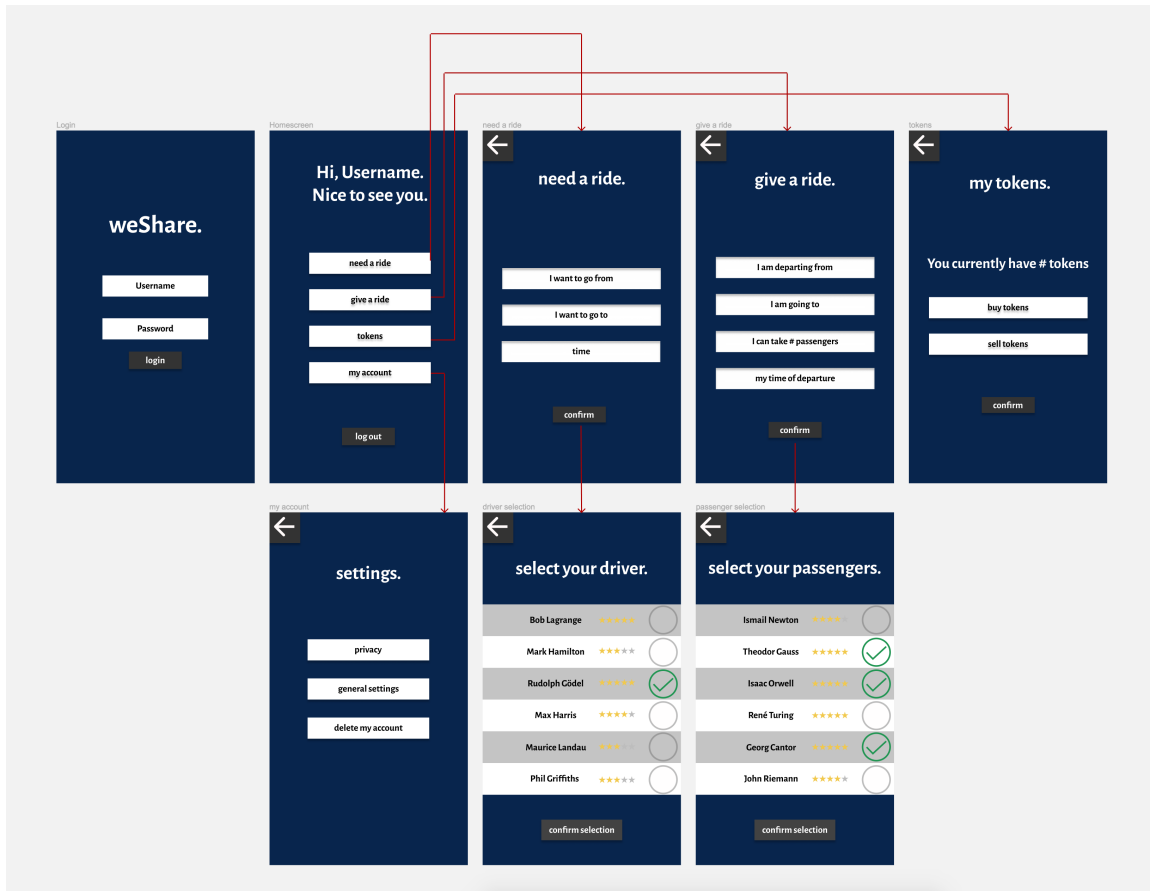 Login
weShare.
Username
Password
login
Homescreen
Hi, Username.
Nice to see you.
need a ride
give a ride
tokens
my account
log out
need a ride
need a ride.
I want to go from
I want to go to
time
confirm
give a ride
give a ride.
I am departing from
I am going to
I can take # passengers
my time of departure
confirm
tokens
my tokens.
You currently have # tokens
buy tokens
sell tokens
confirm
my account
settings.
privacy
general settings
delete my account
driver selection
select your driver.
Bob Lagrange
Mark Hamilton
Rudolph Gödel
Max Harris
Maurice Landau
Phil Griffiths
confirm selection
passenger selection
select your passengers.
Ismail Newton
Theodor Gauss
Isaac Orwell
René Turing
Georg Cantor
John Riemann
confirm selection